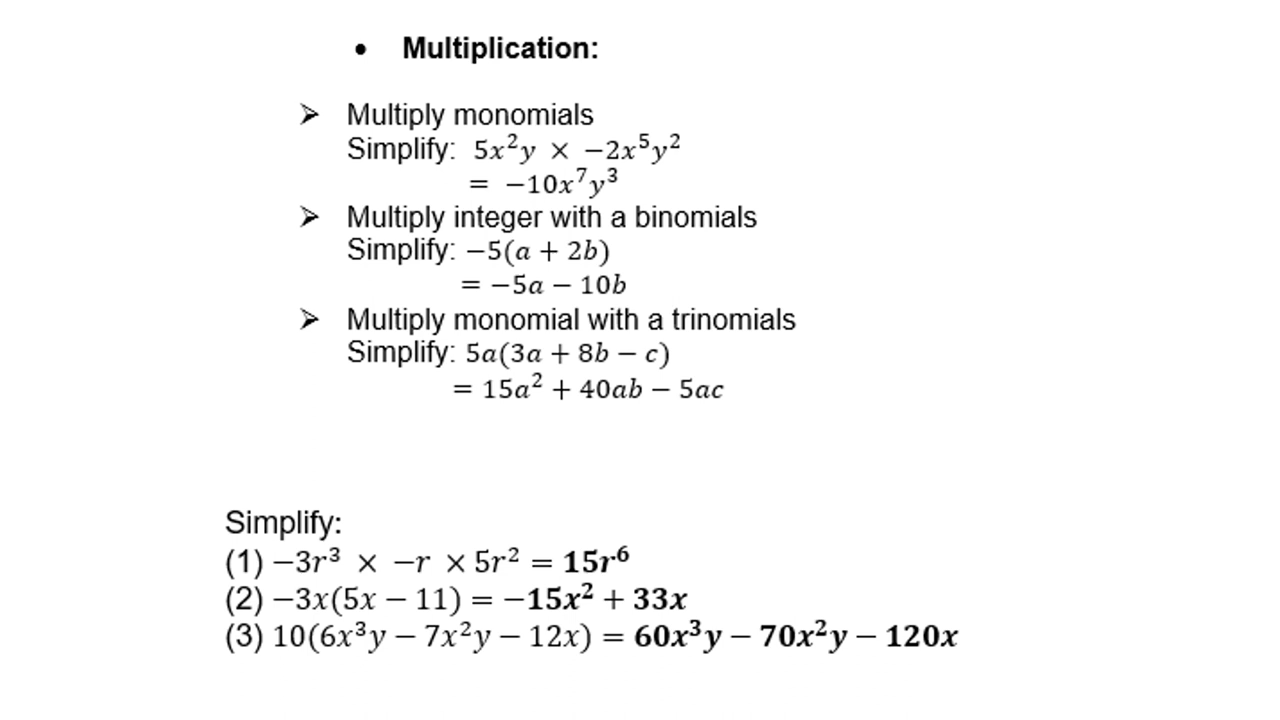 • Multiplication:
➢ Multiply monomials
Simplify: 5x²y × −2x⁵y²
= −10x⁷y³
➢ Multiply integer with a binomials
Simplify: −5(a + 2b)
= −5a − 10b
➢ Multiply monomial with a trinomials
Simplify: 5a(3a + 8b − c)
= 15a² + 40ab − 5ac
Simplify:
(1) −3r³ × −r × 5r² = 15r⁶
(2) −3x(5x − 11) = −15x² + 33x
(3) 10(6x³y − 7x²y − 12x) = 60x³y − 70x²y − 120x